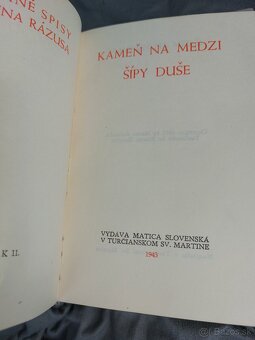 NÉ SPISY
NA RÁZUSA
K II.
KAMEŇ NA MEDZI
ŠÍPY DUŠE
VYDAVA MATICA SLOVENSKÁ
V TURČIANSKOM SV. MARTINE
1943